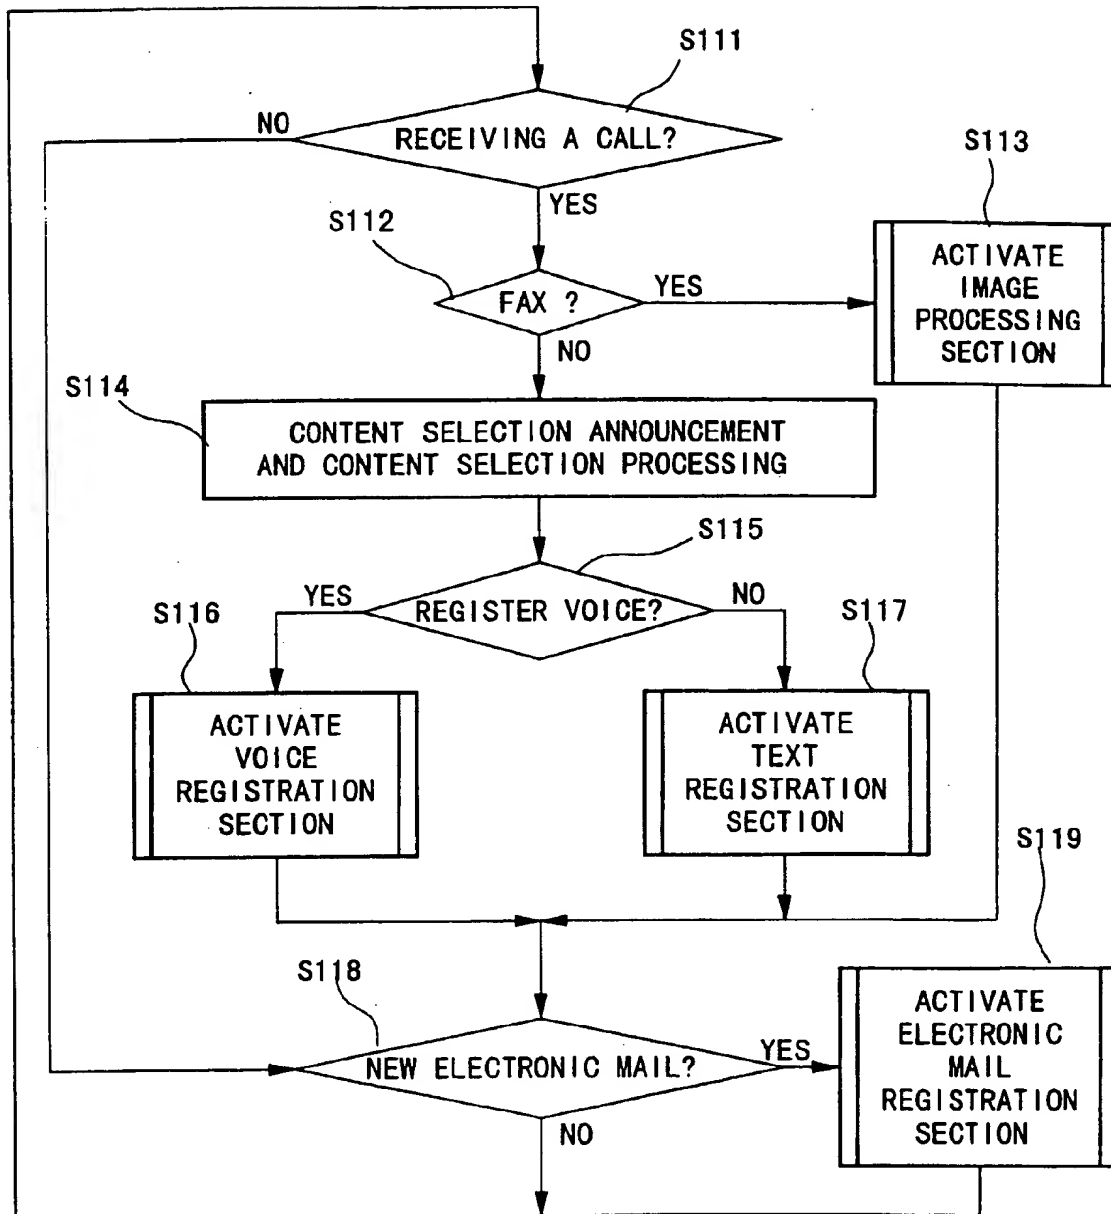 S111
NO
RECEIVING A CALL?
S113
YES
S112
ACTIVATE
IMAGE
PROCESSING
SECTION
FAX ?
YES
NO
S114
CONTENT SELECTION ANNOUNCEMENT
AND CONTENT SELECTION PROCESSING
S115
S116
YES
REGISTER VOICE?
NO
S117
ACTIVATE
VOICE
REGISTRATION
SECTION
ACTIVATE
TEXT
REGISTRATION
SECTION
S119
S118
NEW ELECTRONIC MAIL?
YES
ACTIVATE
ELECTRONIC
MAIL
REGISTRATION
SECTION
NO